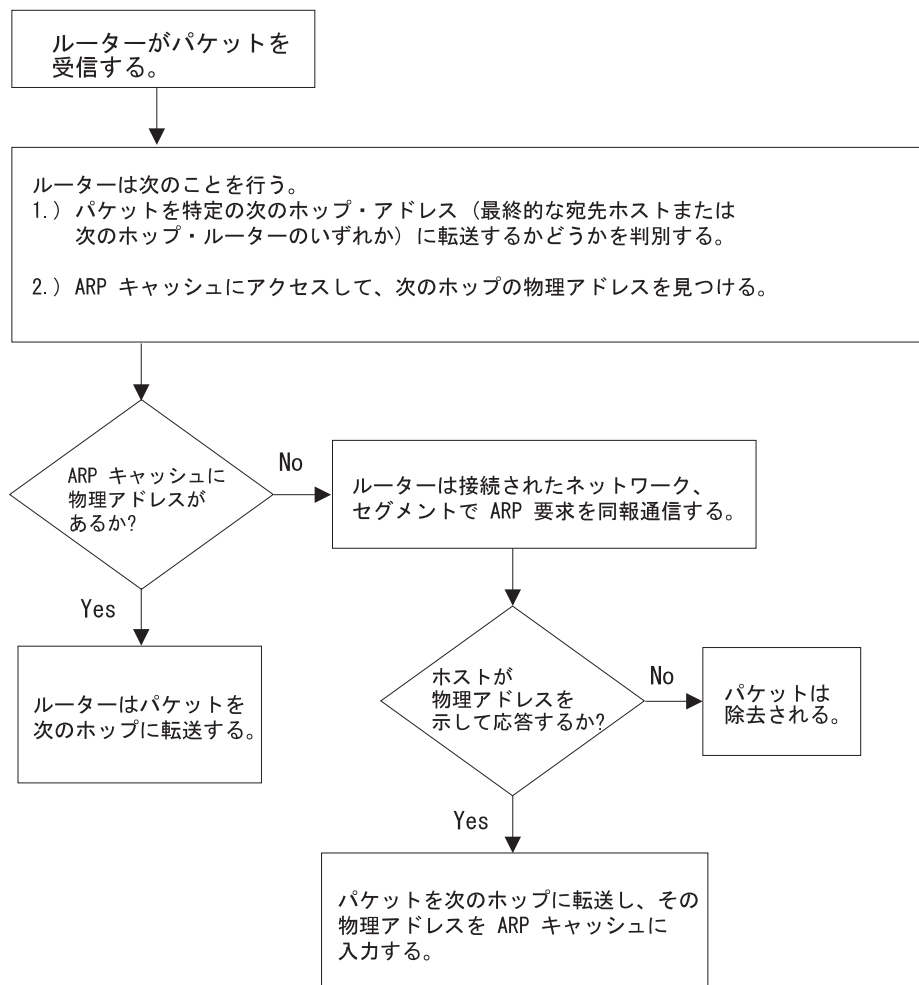 ルーターがパケットを
受信する。
ルーターは次のことを行う。
1.) パケットを特定の次のホップ・アドレス（最終的な宛先ホストまたは
次のホップ・ルーターのいずれか）に転送するかどうかを判別する。
2.) ARP キャッシュにアクセスして、次のホップの物理アドレスを見つける。
ARP キャッシュに
物理アドレスが
あるか?
No
ルーターは接続されたネットワーク、
セグメントで ARP 要求を同報通信する。
Yes
ルーターはパケットを
次のホップに転送する。
ホストが
物理アドレスを
示して応答するか?
No
パケットは
除去される。
Yes
パケットを次のホップに転送し、その
物理アドレスを ARP キャッシュに
入力する。